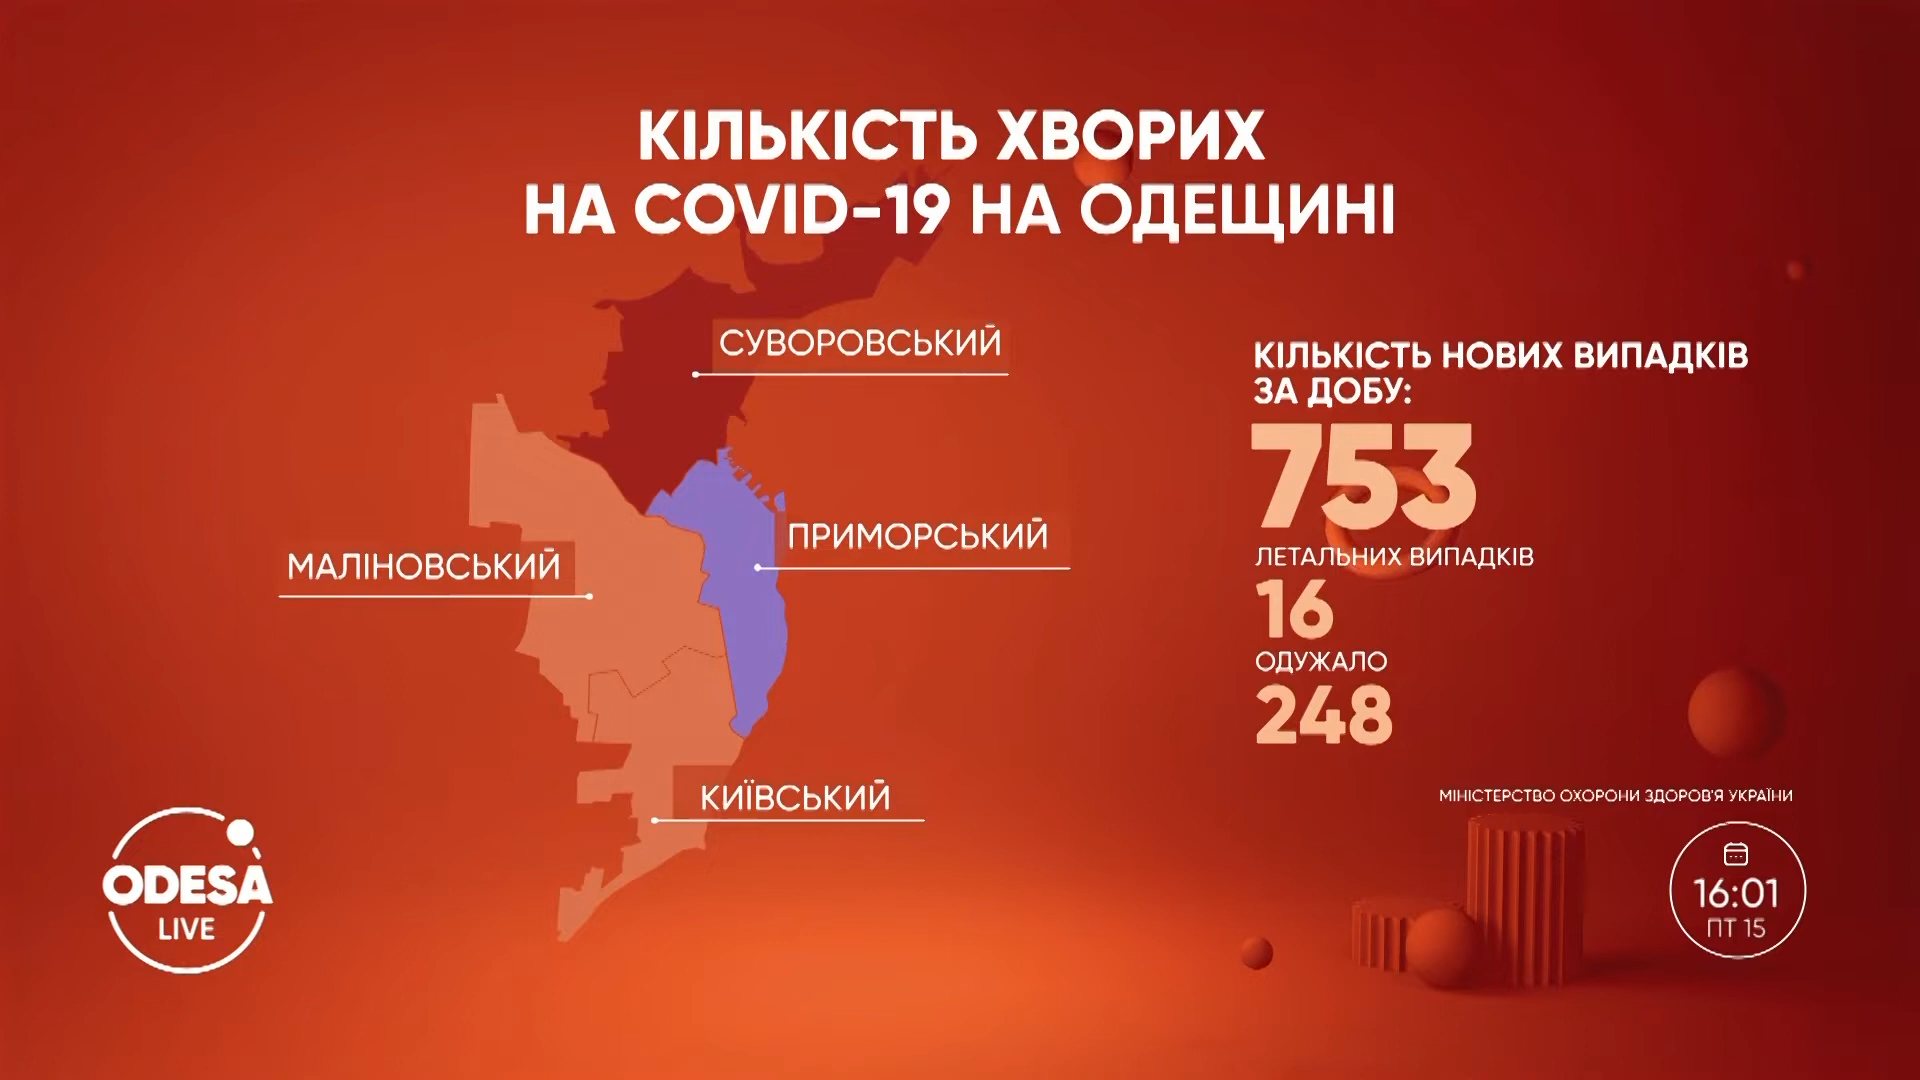 КІЛЬКІСТЬ ХВОРИХ
НА COVID-19 НА ОДЕЩИНІ
СУВОРОВСЬКИЙ
ПРИМОРСЬКИЙ
МАЛІНОВСЬКИЙ
КИЇВСЬКИЙ
КІЛЬКІСТЬ НОВИХ ВИПАДКІВ
ЗА ДОБУ:
753
ЛЕТАЛЬНИХ ВИПАДКІВ
16
ОДУЖАЛО
248
МІНІСТЕРСТВО ОХОРОНИ ЗДОРОВ'Я УКРАЇНИ
ODESA
LIVE
16:01
ПТ 15